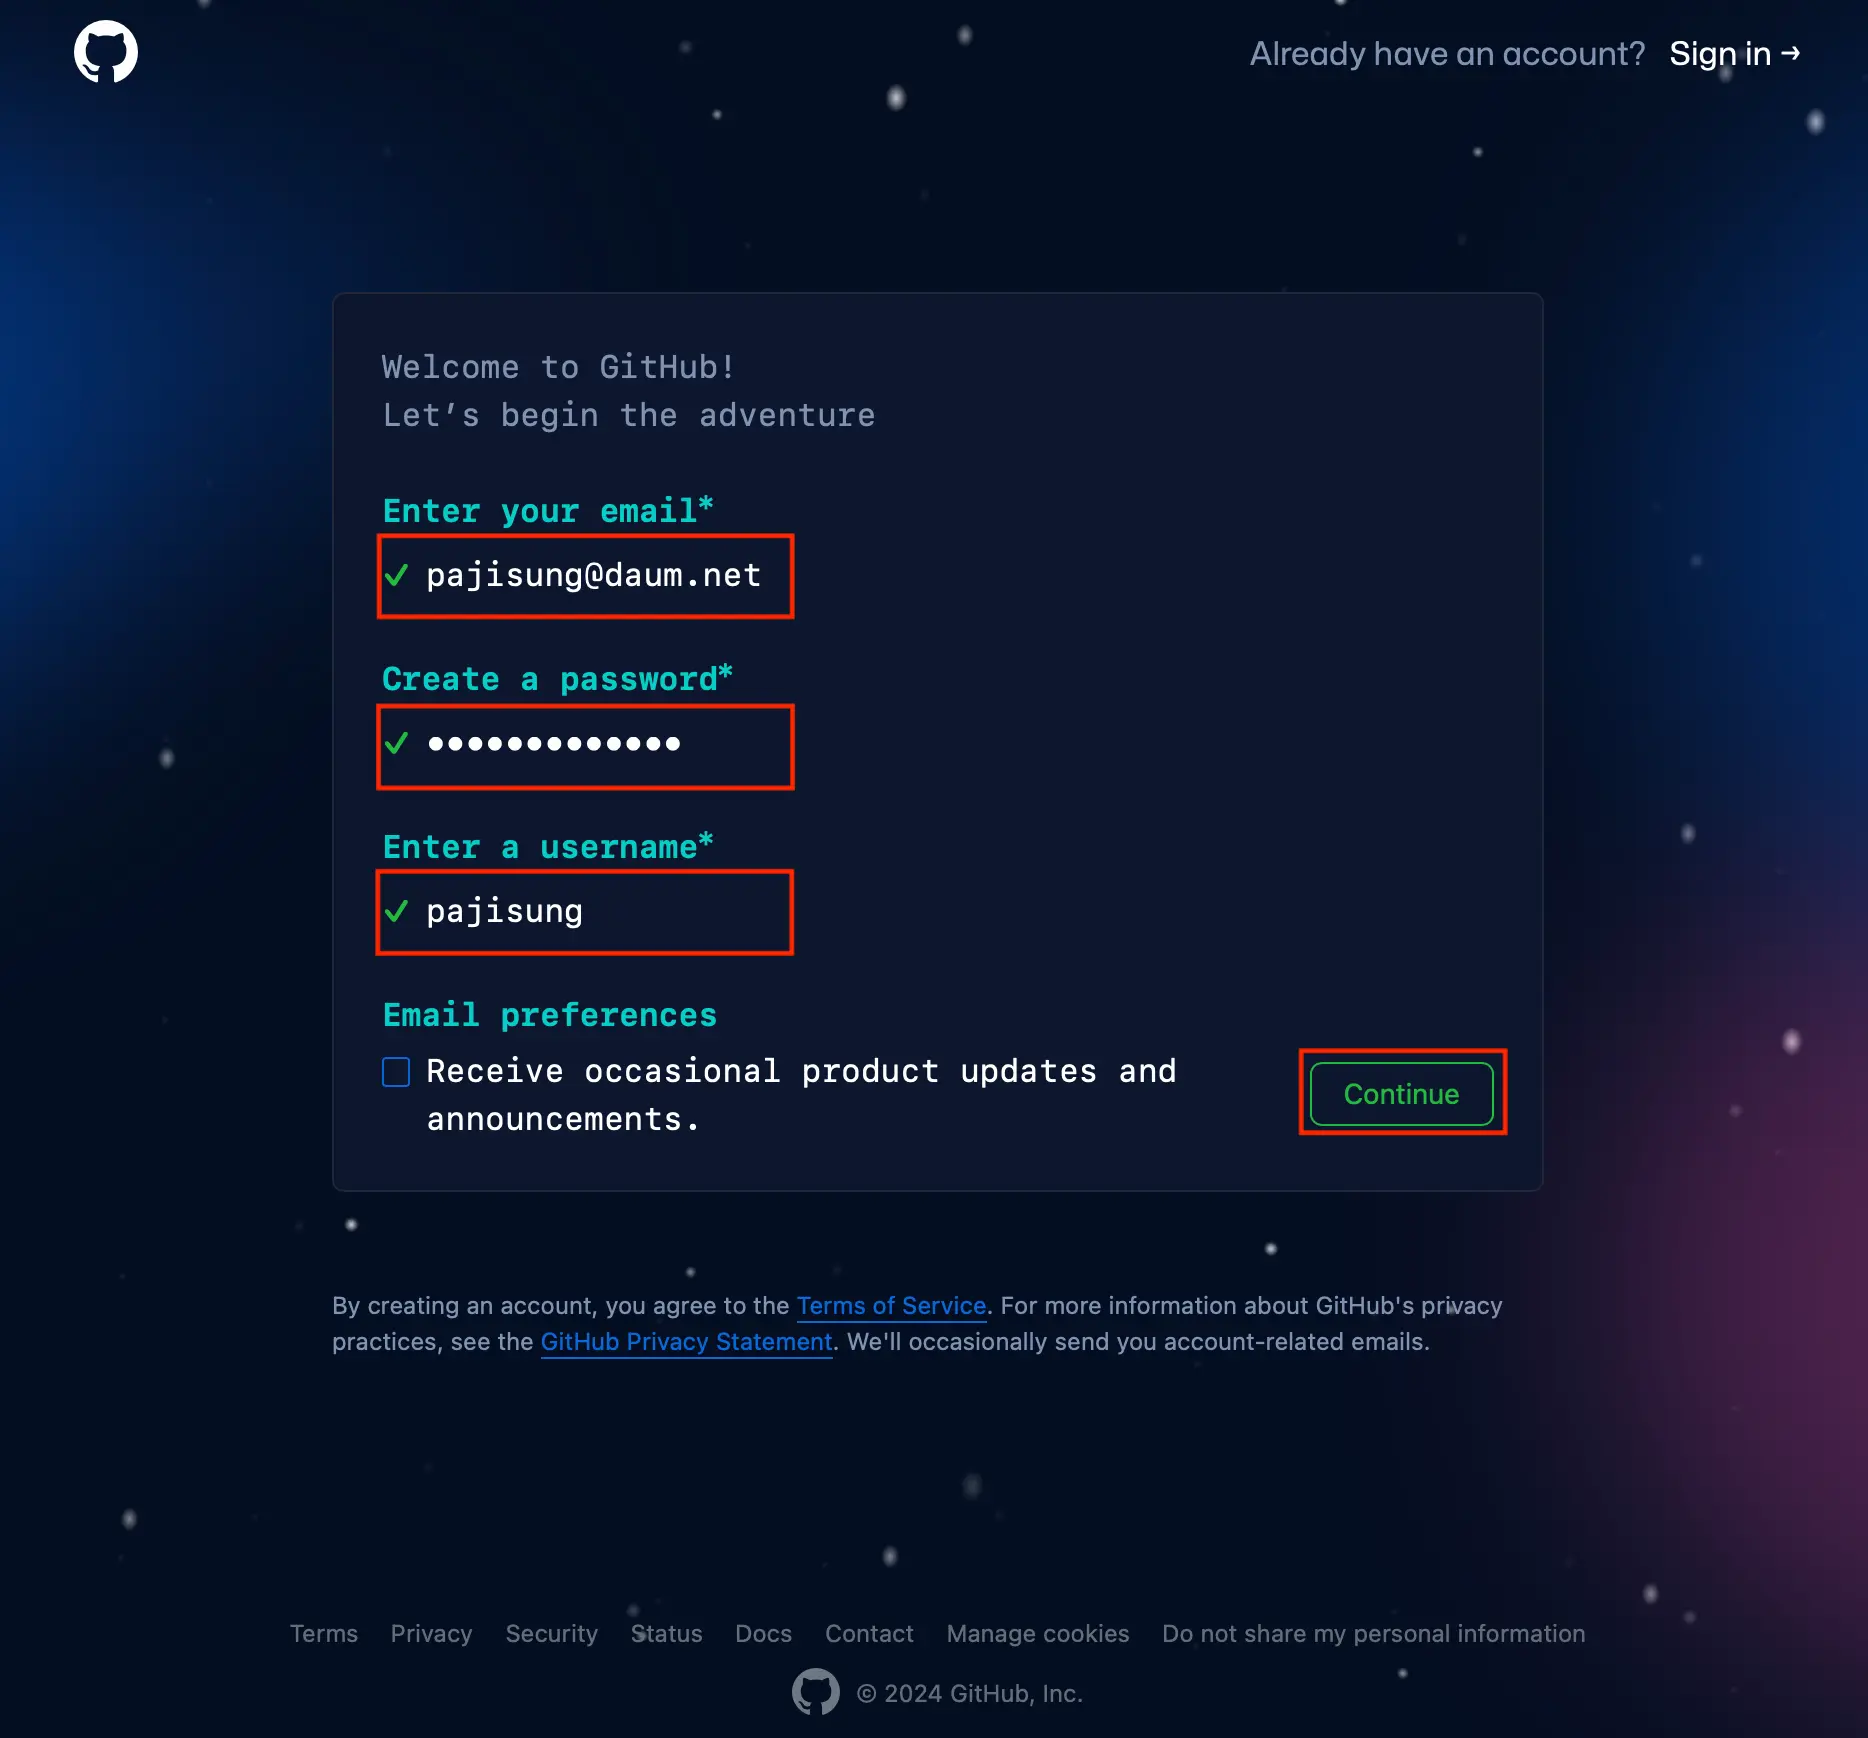 Already have an account? Sign in →
Welcome to GitHub!
Let’s begin the adventure
Enter your email*
✓ pajisung@daum.net
Create a password*
✓ •••••••••••••
Enter a username*
✓ pajisung
Email preferences
Receive occasional product updates and
announcements.
Continue
By creating an account, you agree to the Terms of Service. For more information about GitHub's privacy
practices, see the GitHub Privacy Statement. We'll occasionally send you account-related emails.
Terms Privacy Security Status Docs Contact Manage cookies Do not share my personal information
© 2024 GitHub, Inc.